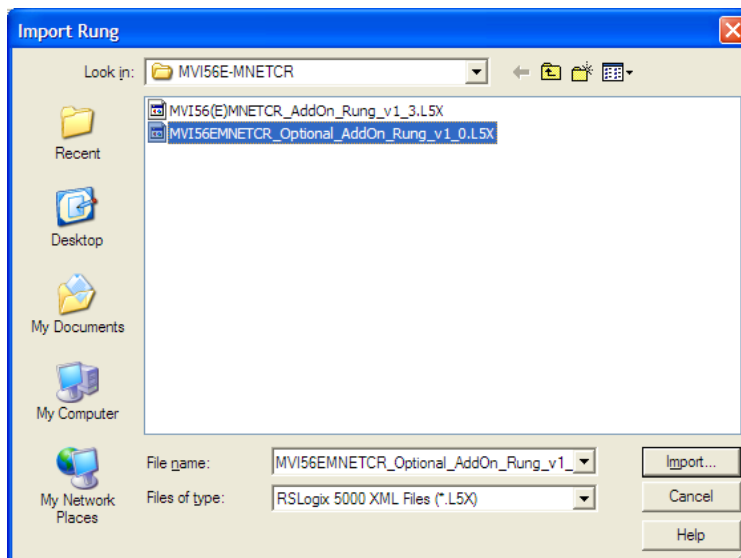 Import Rung
Look in: MVI56E-MNETCR
MVI56(E)MNETCR_AddOn_Rung_v1_3.L5X
MVI56EMNETCR_Optional_AddOn_Rung_v1_0.L5X
Recent
Desktop
My Documents
My Computer
My Network
Places
File name: MVI56EMNETCR_Optional_AddOn_Rung_v1_
Import...
Files of type: RSLogix 5000 XML Files (*.L5X)
Cancel
Help